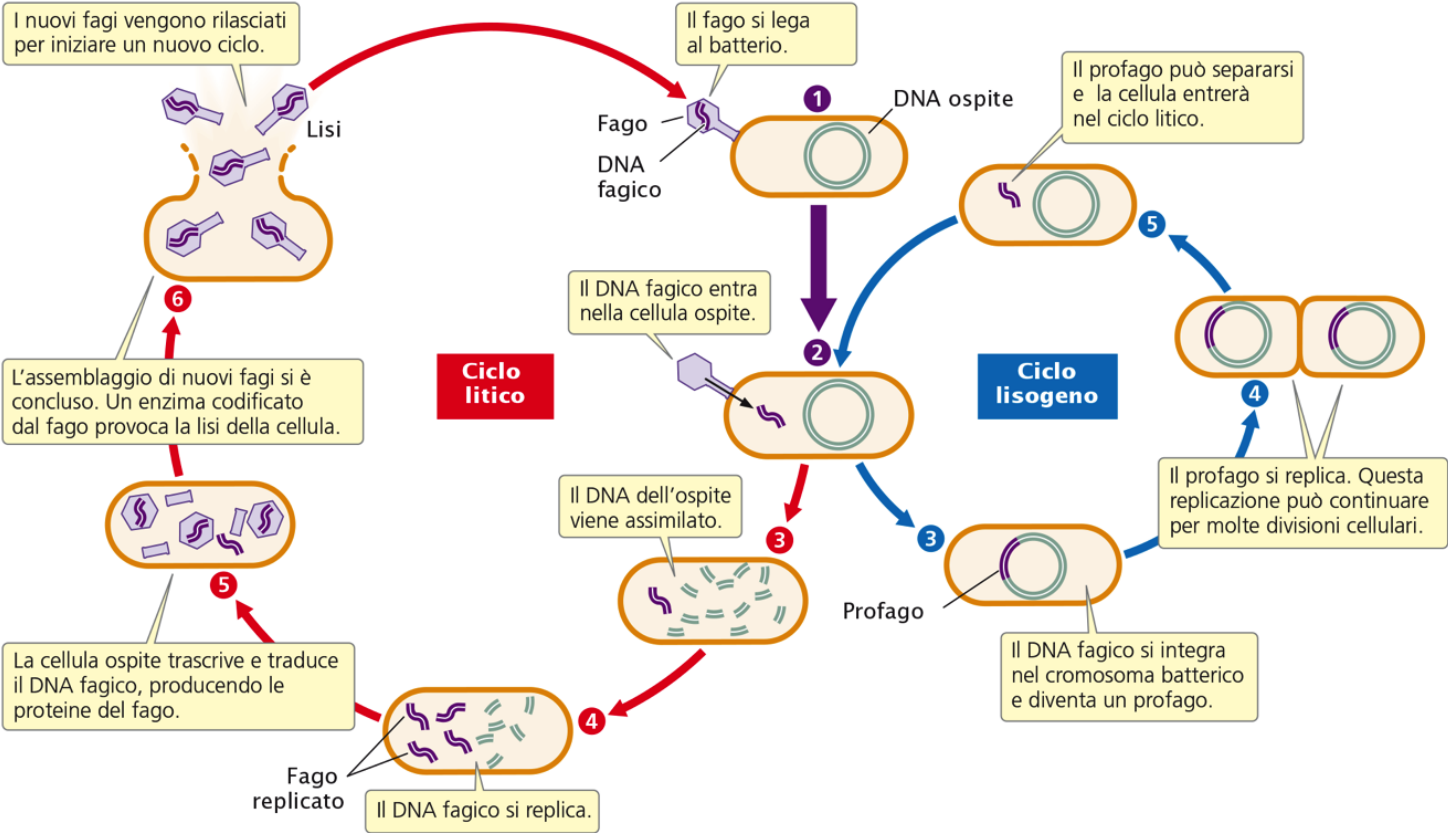 I nuovi fagi vengono rilasciati
per iniziare un nuovo ciclo.
Lisi
Il fago si lega
al batterio.
1
Fago
DNA
fagico
DNA ospite
Il profago può separarsi
e la cellula entrerà
nel ciclo litico.
5
6
Il DNA fagico entra
nella cellula ospite.
2
Ciclo
litico
Ciclo
lisogeno
4
L'assemblaggio di nuovi fagi si è
concluso. Un enzima codificato
dal fago provoca la lisi della cellula.
Il profago si replica. Questa
replicazione può continuare
per molte divisioni cellulari.
Il DNA dell'ospite
viene assimilato.
3
3
Profago
Il DNA fagico si integra
nel cromosoma batterico
e diventa un profago.
5
La cellula ospite trascrive e traduce
il DNA fagico, producendo le
proteine del fago.
4
Fago
replicato
Il DNA fagico si replica.